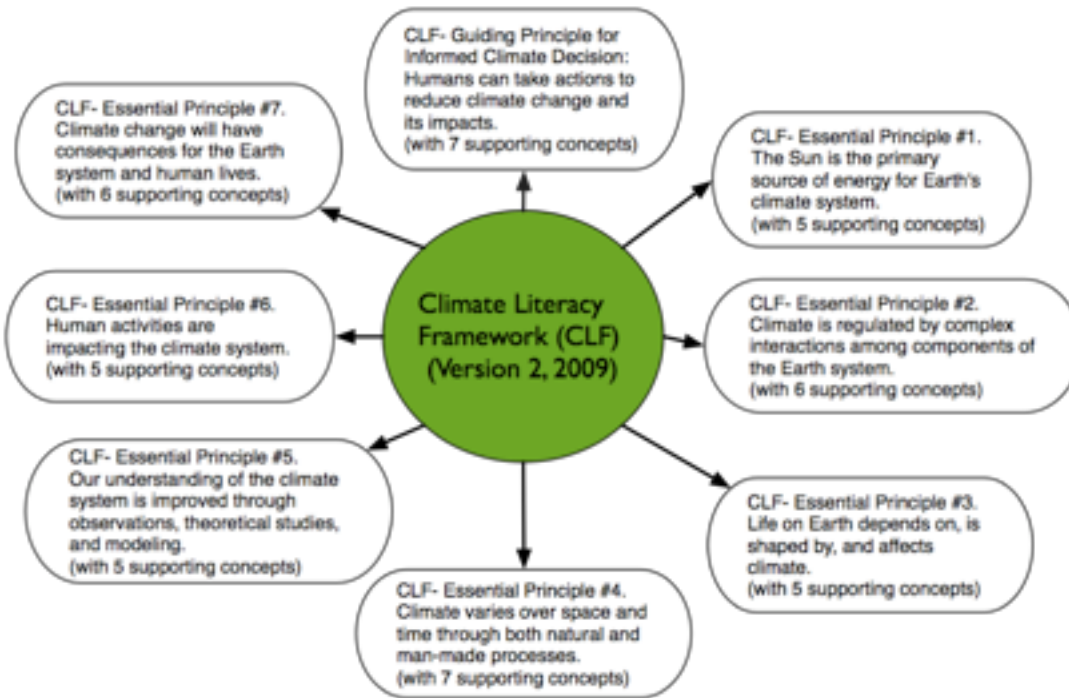 CLF- Guiding Principle for
Informed Climate Decision:
Humans can take actions to
reduce climate change and
its impacts.
(with 7 supporting concepts)
CLF- Essential Principle #1.
The Sun is the primary
source of energy for Earth's
climate system.
(with 5 supporting concepts)
CLF- Essential Principle #2.
Climate is regulated by complex
interactions among components of
the Earth system.
(with 6 supporting concepts)
CLF- Essential Principle #3.
Life on Earth depends on, is
shaped by, and affects
climate.
(with 5 supporting concepts)
CLF- Essential Principle #4.
Climate varies over space and
time through both natural and
man-made processes.
(with 7 supporting concepts)
CLF- Essential Principle #5.
Our understanding of the climate
system is improved through
observations, theoretical studies,
and modeling.
(with 5 supporting concepts)
CLF- Essential Principle #6.
Human activities are
impacting the climate system.
(with 5 supporting concepts)
CLF- Essential Principle #7.
Climate change will have
consequences for the Earth
system and human lives.
(with 6 supporting concepts)
Climate Literacy
Framework (CLF)
(Version 2, 2009)